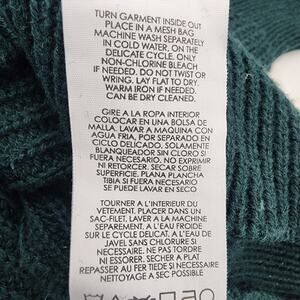 TURN GARMENT INSIDE OUT
PLACE IN A MESH BAG
MACHINE WASH SEPARATELY
IN COLD WATER, ON THE
DELICATE CYCLE. ONLY
NON-CHLORINE BLEACH
IF NEEDED. DO NOT TWIST OR
WRING. LAY FLAT TO DRY
WARM IRON IF NEEDED.
CAN BE DRY CLEANED.
GIRE A LA ROPA INTERIOR
COLOCAR EN UNA BOLSA DE
MALLA. LAVAR A MAQUINA CON
AGUA FRIA, POR SEPARADO EN
CICLO DELICADO. SOLAMENTE
BLANQUEADOR SIN CLORO SI
FUERA NECESARIO. NO EXPRIMIR
NI RETORCER. SECAR SOBRE
SUPERFICIE. PLANA PLANCHA
TIBIA SI FUERA NECESARIO
SE PUEDE LAVAR EN SECO
TOURNER A L'INTERIEUR DU
VETEMENT. PLACER DANS UN
SAC-FILET. LAVER A LA MACHINE
SEPAREMENT. A L'EAU FROIDE
SUR LE CYCLE DELICAT. A L'EAU DE
JAVEL SANS CHLORURE SI
NECESSAIRE. NE PAS TORDRE
NI ESSORER. SECHER A PLAT
REPASSER AU FER TIEDE SI NECESSAIRE
NETTOYAGE A SEC POSSIBLE